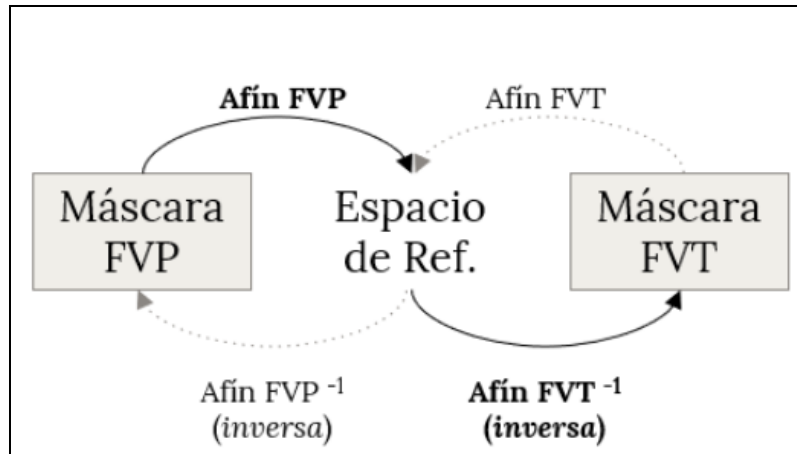 Afín FVP
Afín FVT
Máscara
FVP
Espacio
de Ref.
Máscara
FVT
Afín FVP -1
(inversa)
Afín FVT -1
(inversa)